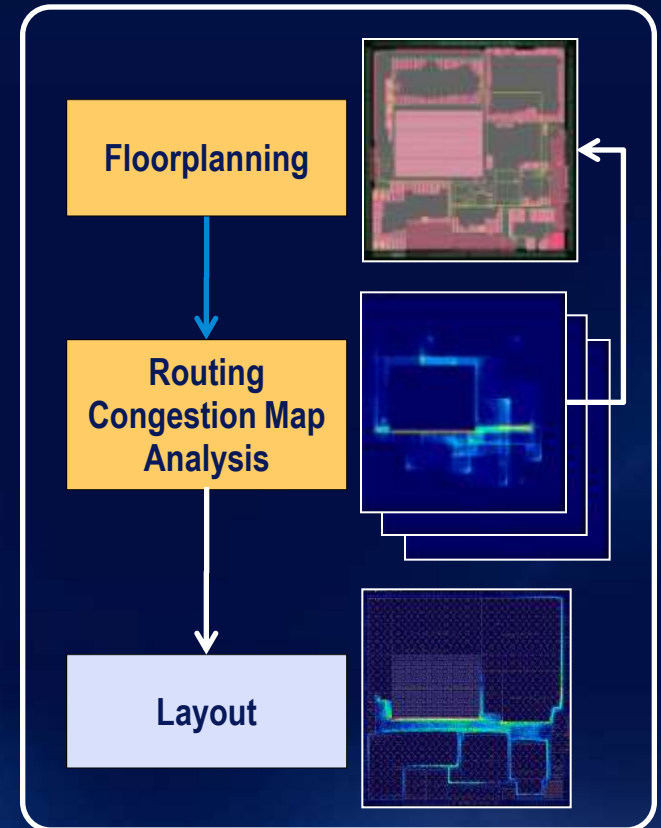 Floorplanning
Routing
Congestion Map
Analysis
Layout